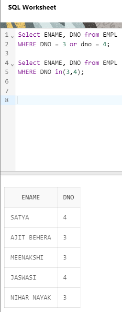 SQL Worksheet
1 Select ENAME, DNO from EMPL
2 WHERE DNO = 3 or dno = 4;
3
4 Select ENAME, DNO from EMPL
5 WHERE DNO in(3,4);
6
7
8
ENAME DNO
SATYA 4
AJIT BEHERA 3
MEENAKSHI 3
JASWASI 4
NIHAR NAYAK 3